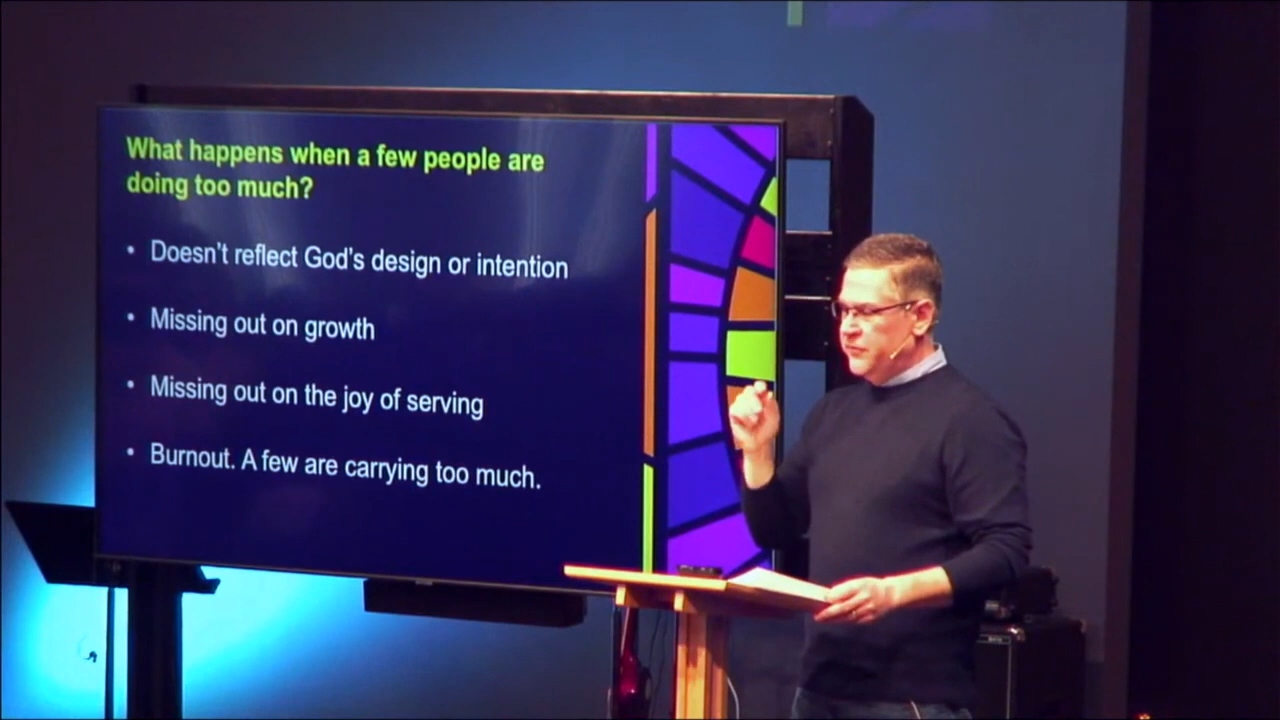 What happens when a few people are
doing too much?
• Doesn't reflect God's design or intention
• Missing out on growth
• Missing out on the joy of serving
• Burnout. A few are carrying too much.